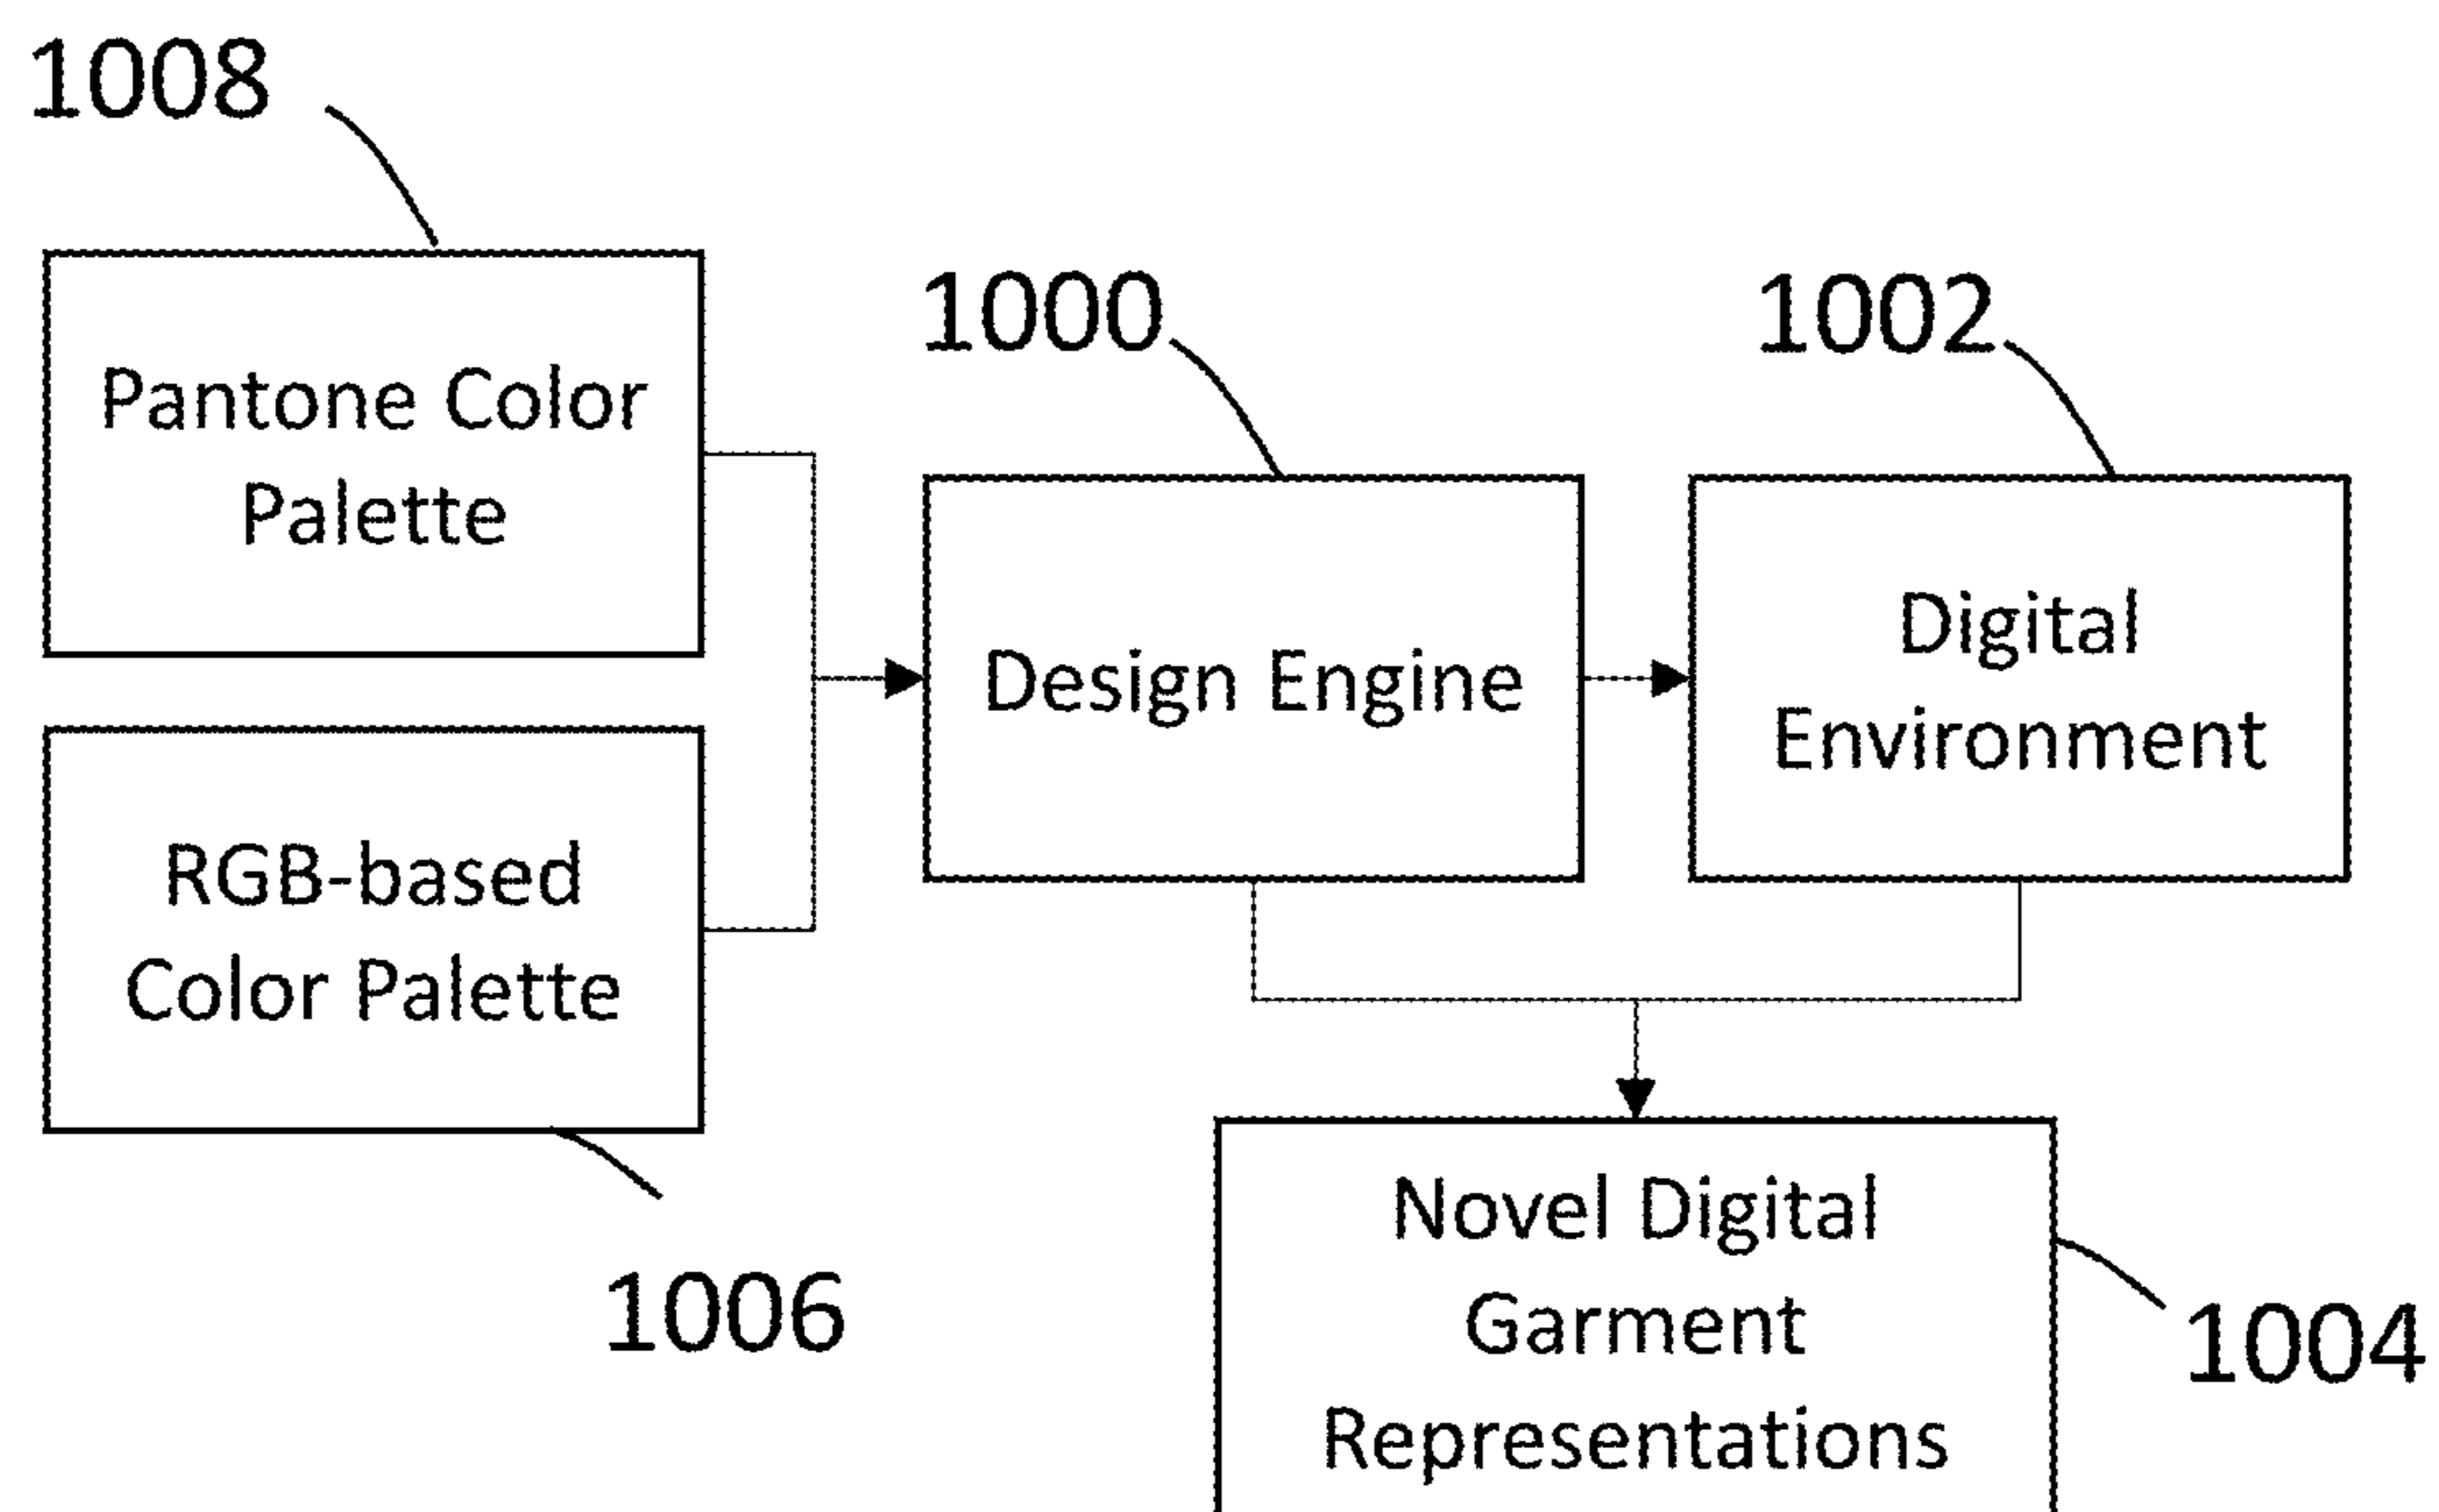 1008
Pantone Color
Palette
1000
Design Engine
1002
Digital
Environment
RGB-based
Color Palette
1006
Novel Digital
Garment
Representations
1004